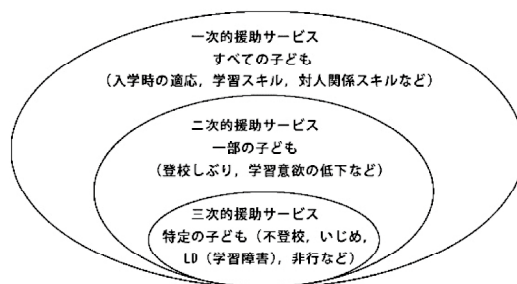 一次的援助サービス
すべての子ども
（入学時の適応，学習スキル，対人関係スキルなど）
二次的援助サービス
一部の子ども
（登校しぶり，学習意欲の低下など）
三次的援助サービス
特定の子ども（不登校，いじめ，
LD（学習障害），非行など）